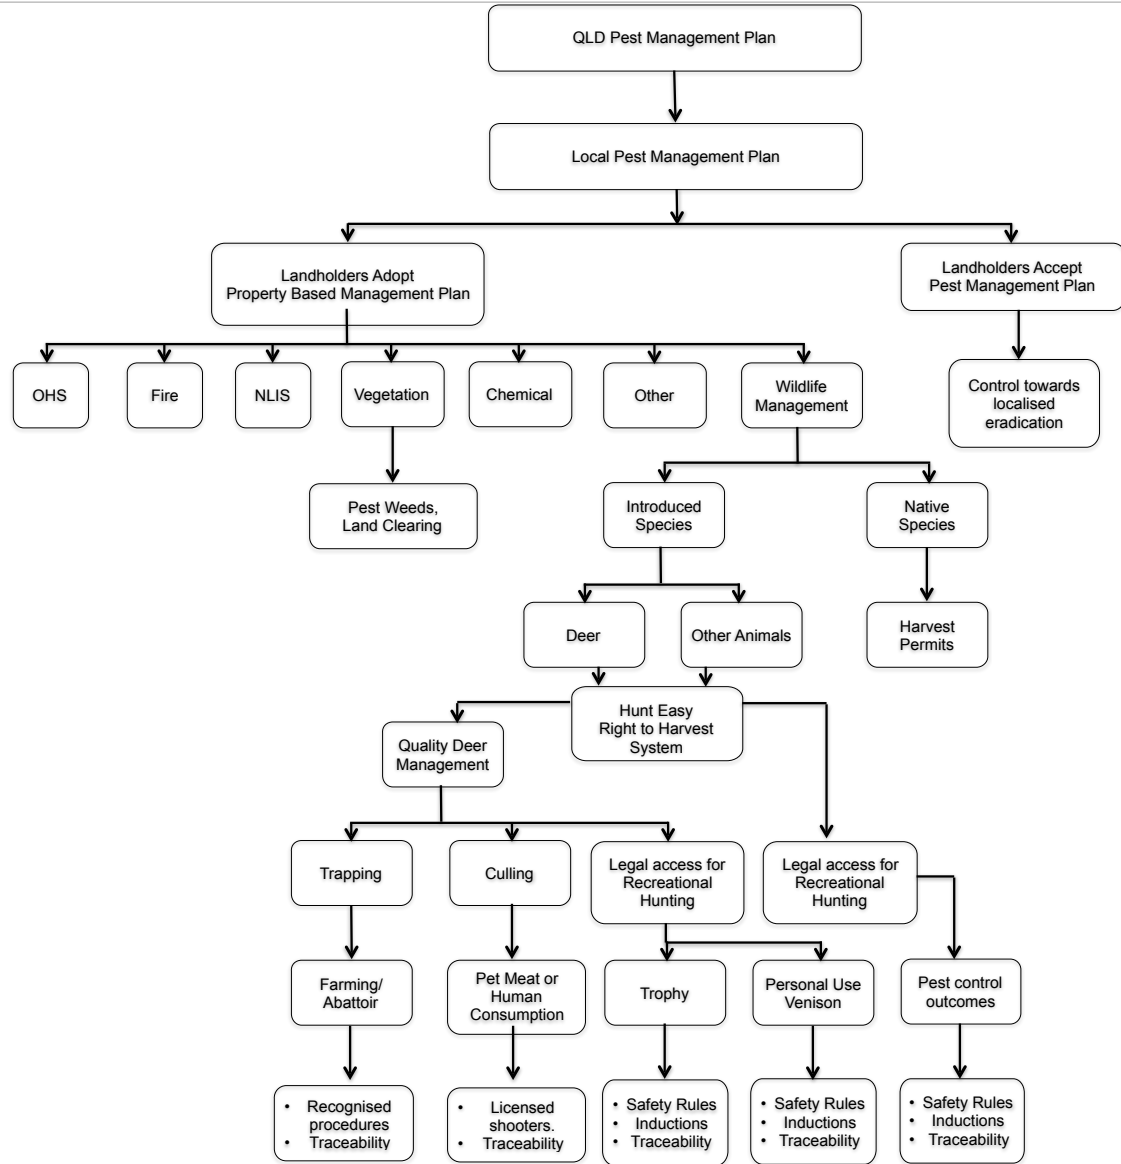 QLD Pest Management Plan
Local Pest Management Plan
Landholders Adopt
Property Based Management Plan
Landholders Accept
Pest Management Plan
OHS
Fire
NLIS
Vegetation
Chemical
Other
Wildlife
Management
Control towards
localised
eradication
Pest Weeds,
Land Clearing
Introduced
Species
Native
Species
Deer
Other Animals
Harvest
Permits
Hunt Easy
Right to Harvest
System
Quality Deer
Management
Trapping
Culling
Legal access for
Recreational
Hunting
Legal access for
Recreational
Hunting
Farming/
Abattoir
Pet Meat or
Human
Consumption
Trophy
Personal Use
Venison
Pest control
outcomes
• Recognised
procedures
• Traceability
• Licensed
shooters.
• Traceability
• Safety Rules
• Inductions
• Traceability
• Safety Rules
• Inductions
• Traceability
• Safety Rules
• Inductions
• Traceability